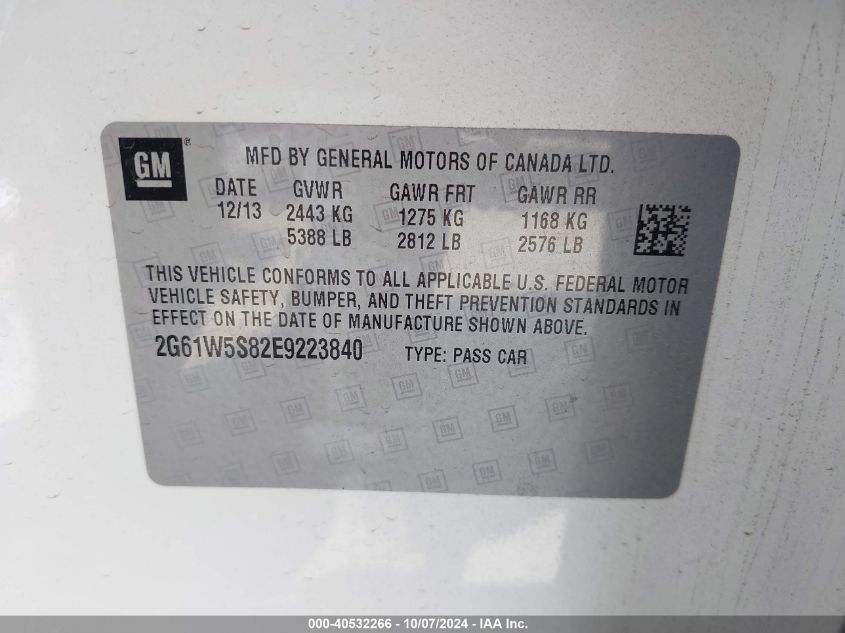 GM®
MFD BY GENERAL MOTORS OF CANADA LTD.
DATE GVWR GAWR FRT GAWR RR
12/13 2443 KG 1275 KG 1168 KG
5388 LB 2812 LB 2576 LB
THIS VEHICLE CONFORMS TO ALL APPLICABLE U.S. FEDERAL MOTOR
VEHICLE SAFETY, BUMPER, AND THEFT PREVENTION STANDARDS IN
EFFECT ON THE DATE OF MANUFACTURE SHOWN ABOVE.
2G61W5S82E9223840 TYPE: PASS CAR
000-40532266 - 10/07/2024 - IAA Inc.